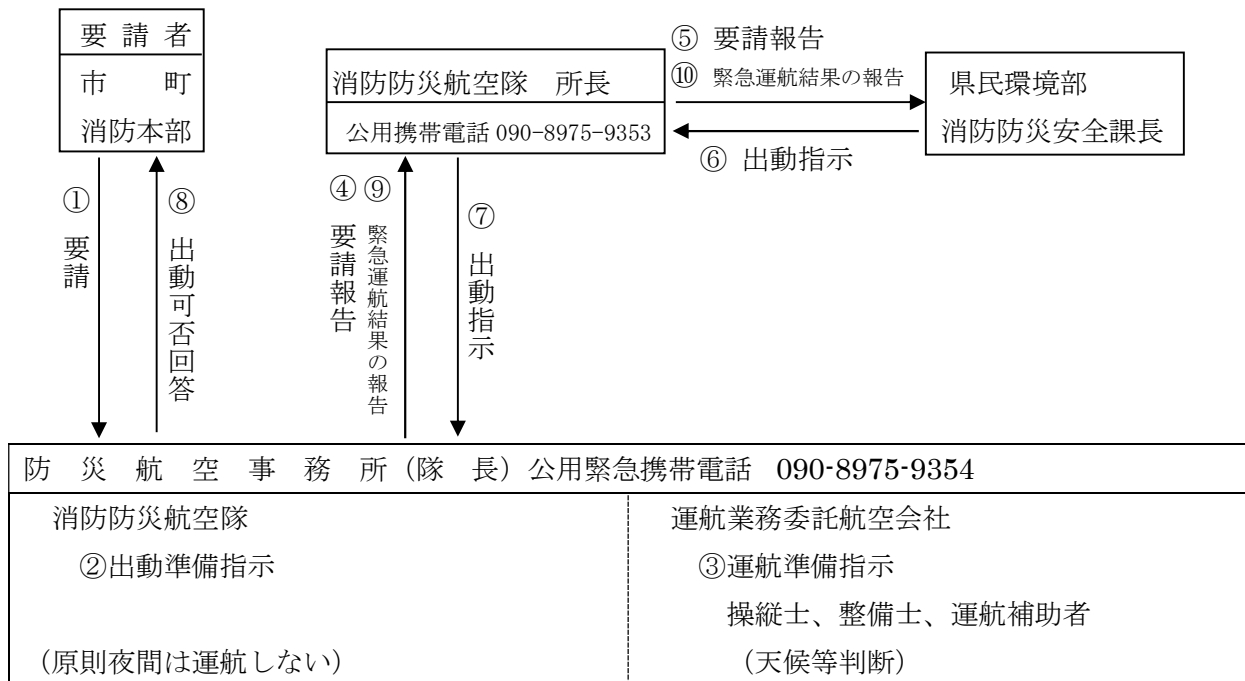 要 請 者
市 町
消防本部
消防防災航空隊 所長
公用携帯電話 090-8975-9353
⑤ 要請報告
⑩ 緊急運航結果の報告
県民環境部
消防防災安全課長
⑥ 出動指示
① 要請
⑧ 出動可否回答
④ 要請報告
⑨ 緊急運航結果の報告
⑦ 出動指示
防 災 航 空 事 務 所(隊 長)公用緊急携帯電話 090-8975-9354
消防防災航空隊
②出動準備指示
(原則夜間は運航しない)
運航業務委託航空会社
③運航準備指示
操縦士、整備士、運航補助者
(天候等判断)